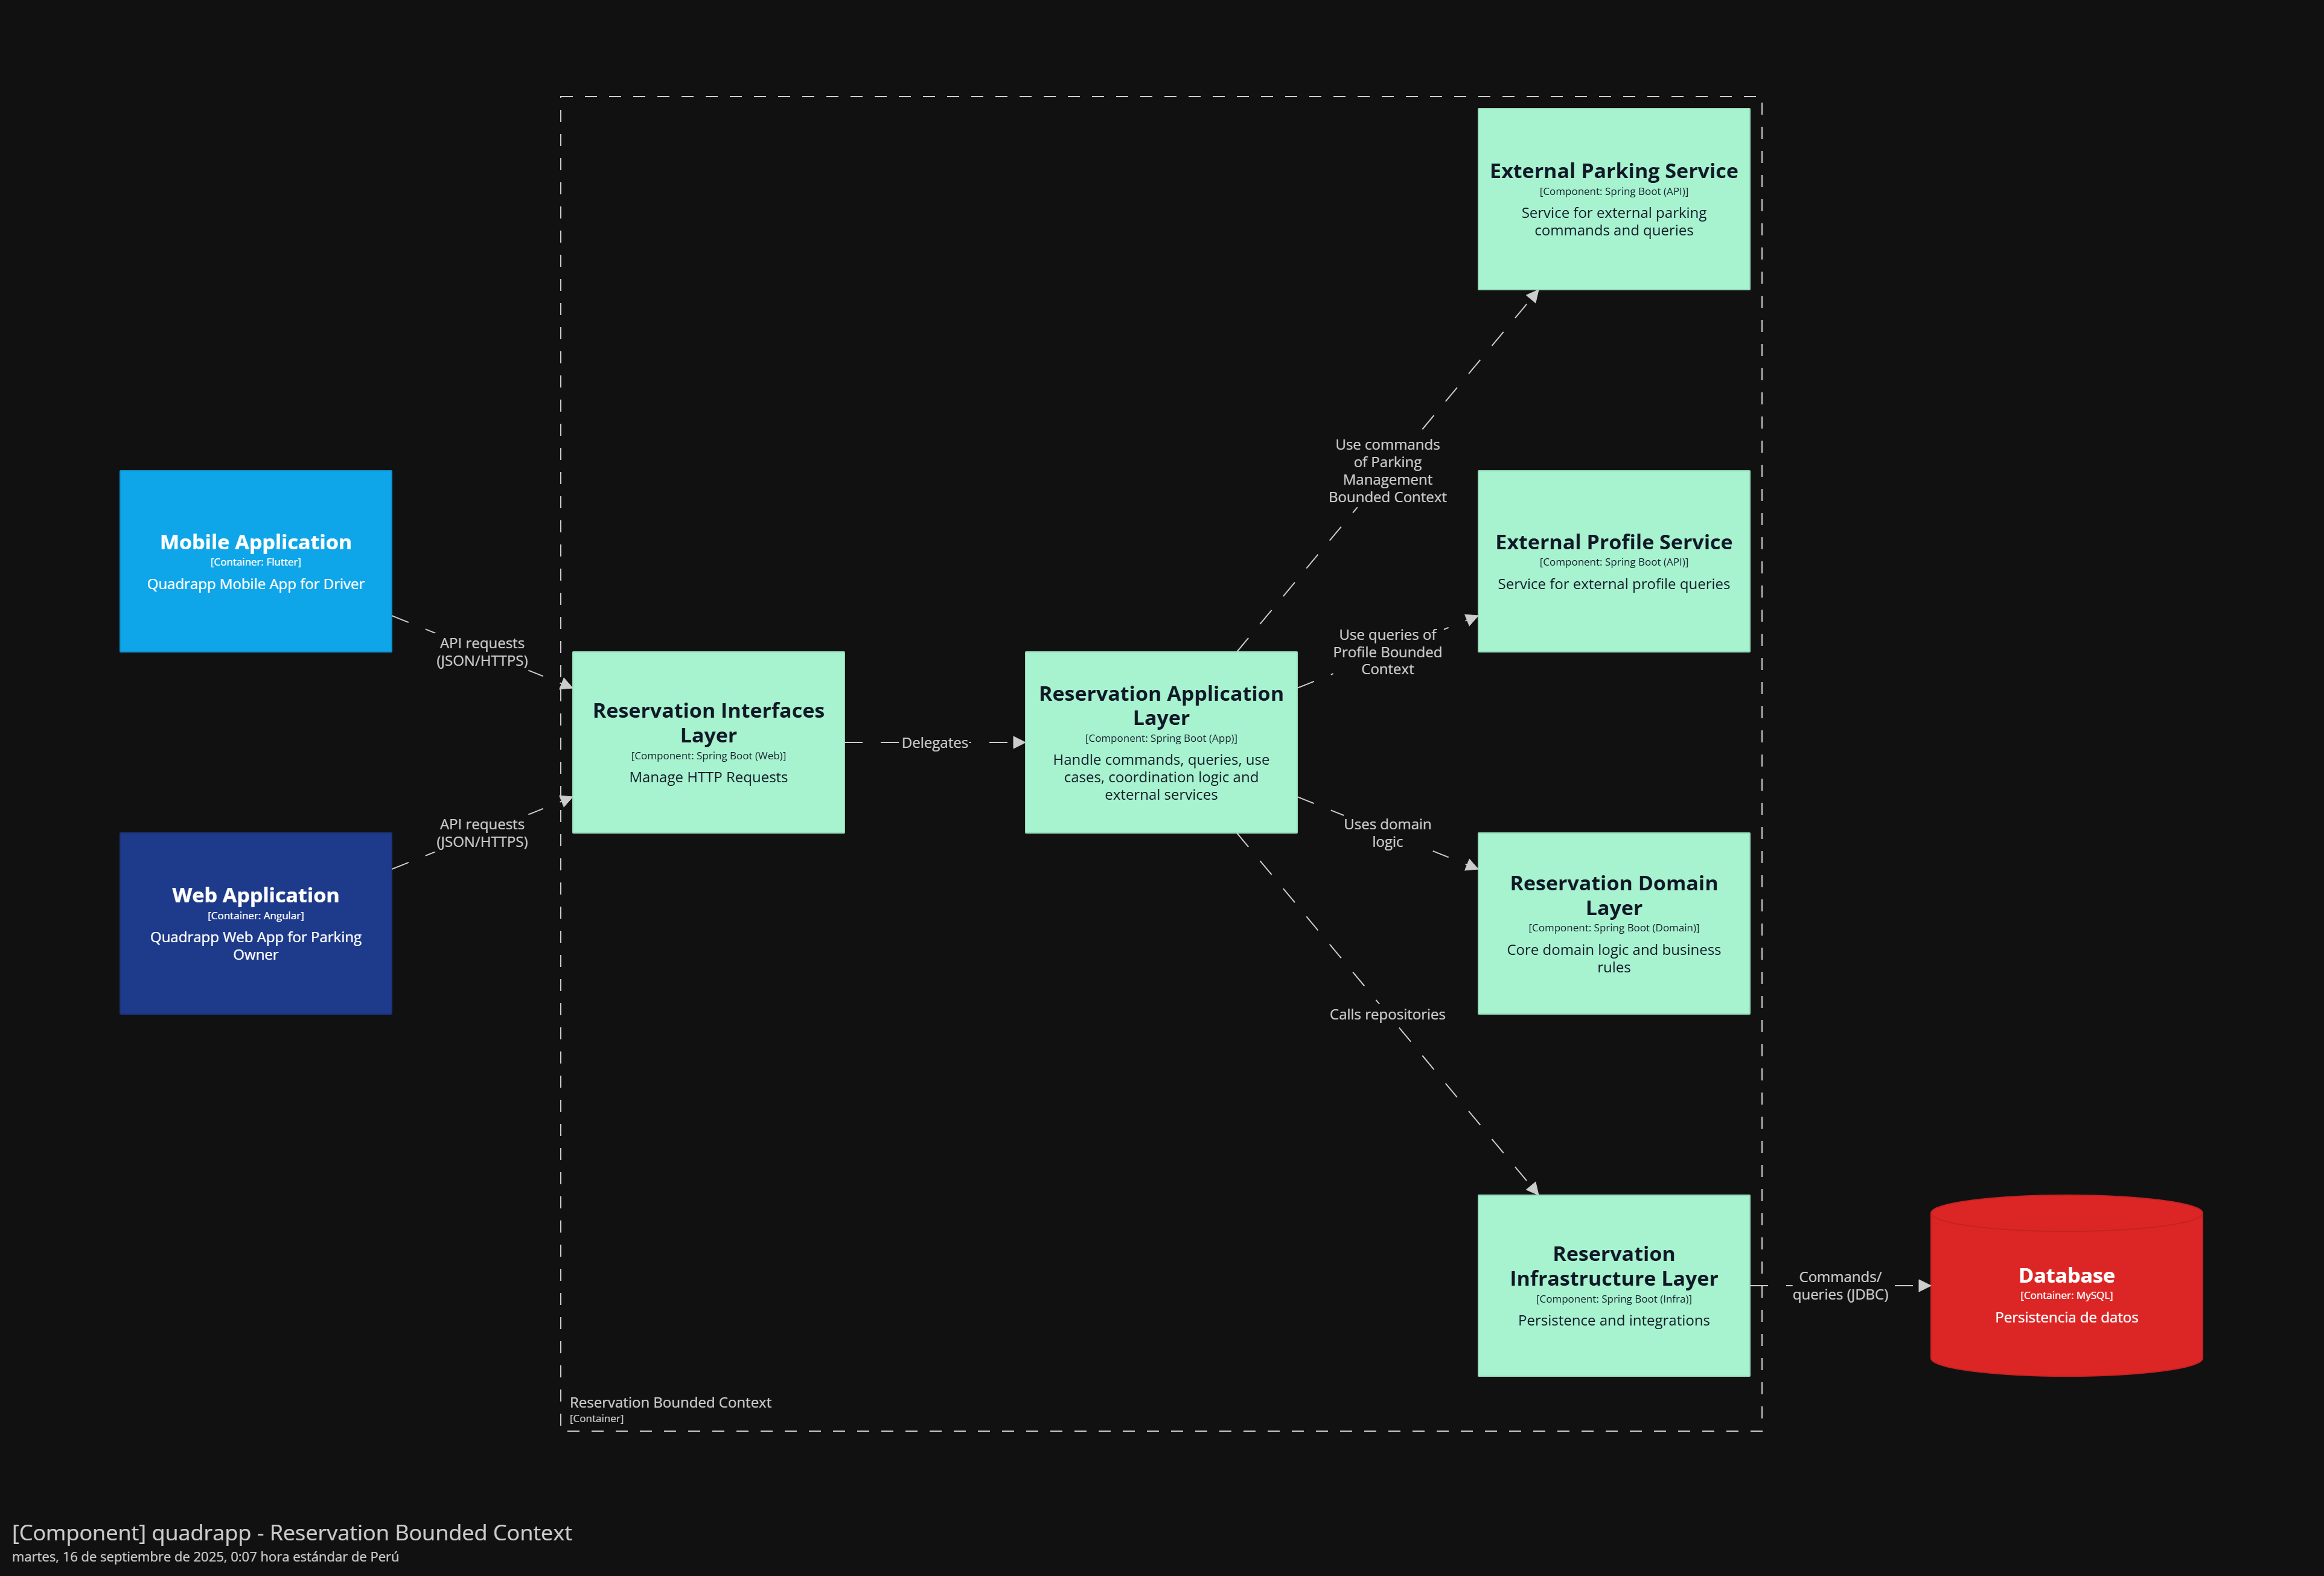 External Parking Service
[Component: Spring Boot (API)]
Service for external parking
commands and queries
Use commands
of Parking
Management
Bounded Context
Mobile Application
[Container: Flutter]
Quadrapp Mobile App for Driver
External Profile Service
[Component: Spring Boot (API)]
Service for external profile queries
API requests
(JSON/HTTPS)
Use queries of
Profile Bounded
Context
Reservation Interfaces
Layer
[Component: Spring Boot (Web)]
Manage HTTP Requests
Delegates
Reservation Application
Layer
[Component: Spring Boot (App)]
Handle commands, queries, use
cases, coordination logic and
external services
API requests
(JSON/HTTPS)
Uses domain
logic
Web Application
[Container: Angular]
Quadrapp Web App for Parking
Owner
Reservation Domain
Layer
[Component: Spring Boot (Domain)]
Core domain logic and business
rules
Calls repositories
Reservation
Infrastructure Layer
[Component: Spring Boot (Infra)]
Persistence and integrations
Commands/
queries (JDBC)
Database
[Container: MySQL]
Persistencia de datos
Reservation Bounded Context
[Container]
[Component] quadrapp - Reservation Bounded Context
martes, 16 de septiembre de 2025, 0:07 hora estándar de Perú